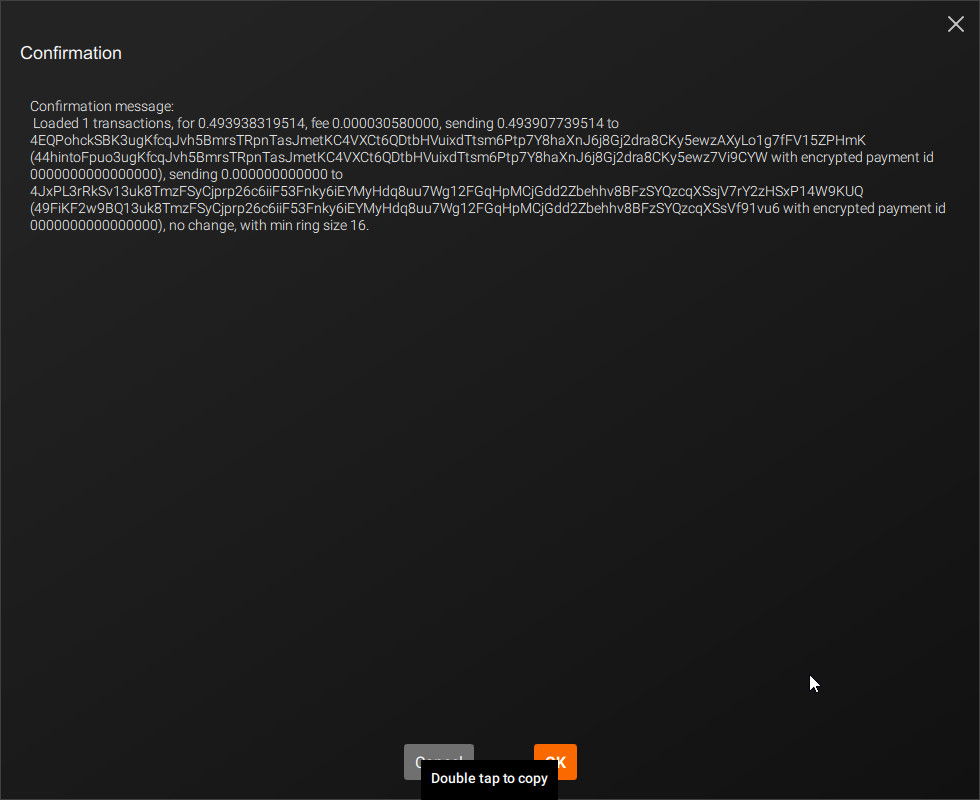 Confirmation
Confirmation message:
Loaded 1 transactions, for 0.493938319514, fee 0.000030580000, sending 0.493907739514 to
4EQPohckSBK3ugKfcqJvh5BmrsTRpnTasJmetKC4VXCt6QDtbHVuixdTtsm6Ptp7Y8haXnJ6j8Gj2dra8CKy5ewzAXyLo1g7fFV15ZPHmK
(44hintoFpuo3ugKfcqJvh5BmrsTRpnTasJmetKC4VXCt6QDtbHVuixdTtsm6Ptp7Y8haXnJ6j8Gj2dra8CKy5ewz7Vi9CYW with encrypted payment id
0000000000000000), sending 0.000000000000 to
4JxPL3rRkSv13uk8TmzFSyCjprp26c6iiF53Fnky6iEYMyHdq8uu7Wg12FGqHpMCjGdd2Zbehhv8BFzSYQzcqXSsjV7rY2zHSxP14W9KUQ
(49FiKF2w9BQ13uk8TmzFSyCjprp26c6iiF53Fnky6iEYMyHdq8uu7Wg12FGqHpMCjGdd2Zbehhv8BFzSYQzcqXSsVf91vu6 with encrypted payment id
0000000000000000), no change, with min ring size 16.
Cancel OK
Double tap to copy